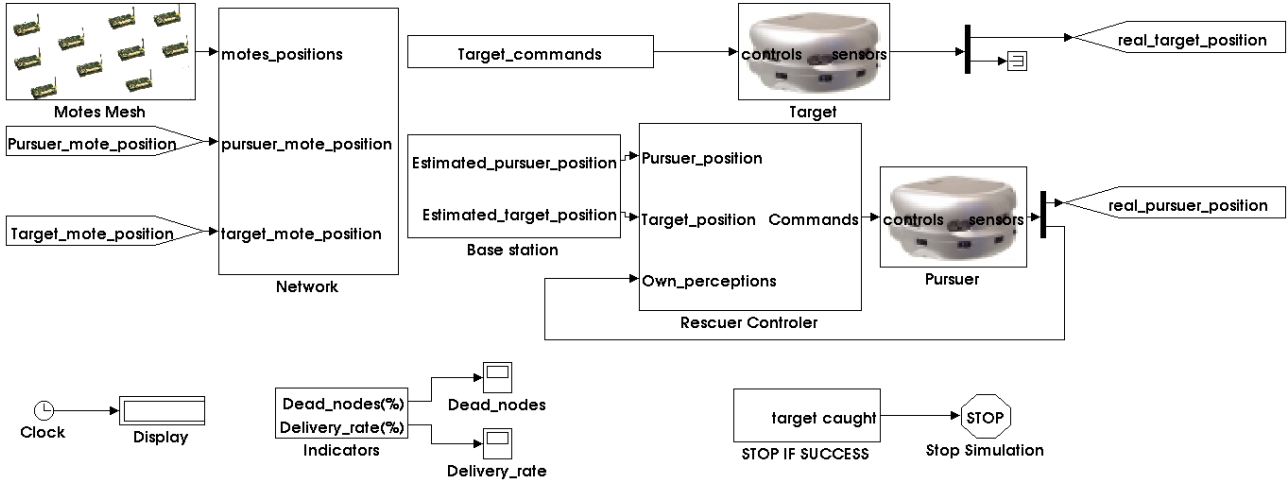 motes_positions
Motes Mesh
Pursuer_mote_position
pursuer_mote_position
Target_mote_position
target_mote_position
Network
Target_commands
controls
sensors
Target
real_target_position
Estimated_pursuer_position
Estimated_target_position
Base station
Pursuer_position
Target_position
Commands
Own_perceptions
Rescuer Controler
controls
sensors
Pursuer
real_pursuer_position
Clock
Display
Dead_nodes(%)
Delivery_rate(%)
Indicators
Dead_nodes
Delivery_rate
target caught
STOP IF SUCCESS
STOP
Stop Simulation